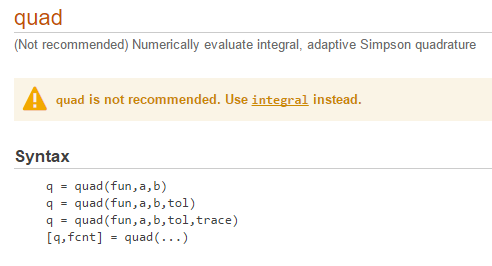 quad
(Not recommended) Numerically evaluate integral, adaptive Simpson quadrature
quad is not recommended. Use integral instead.
Syntax
q = quad(fun,a,b)
q = quad(fun,a,b,tol)
q = quad(fun,a,b,tol,trace)
[q,fcnt] = quad(...)